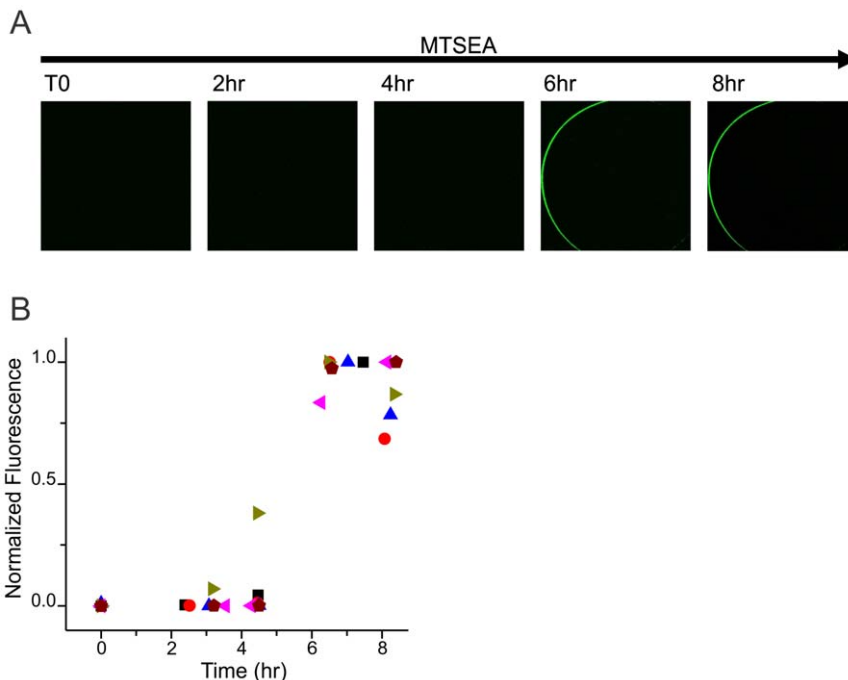 A
MTSEA
T0 2hr 4hr 6hr 8hr
B
1.0
0.5
0.0
Normalized Fluorescence
0 2 4 6 8
Time (hr)